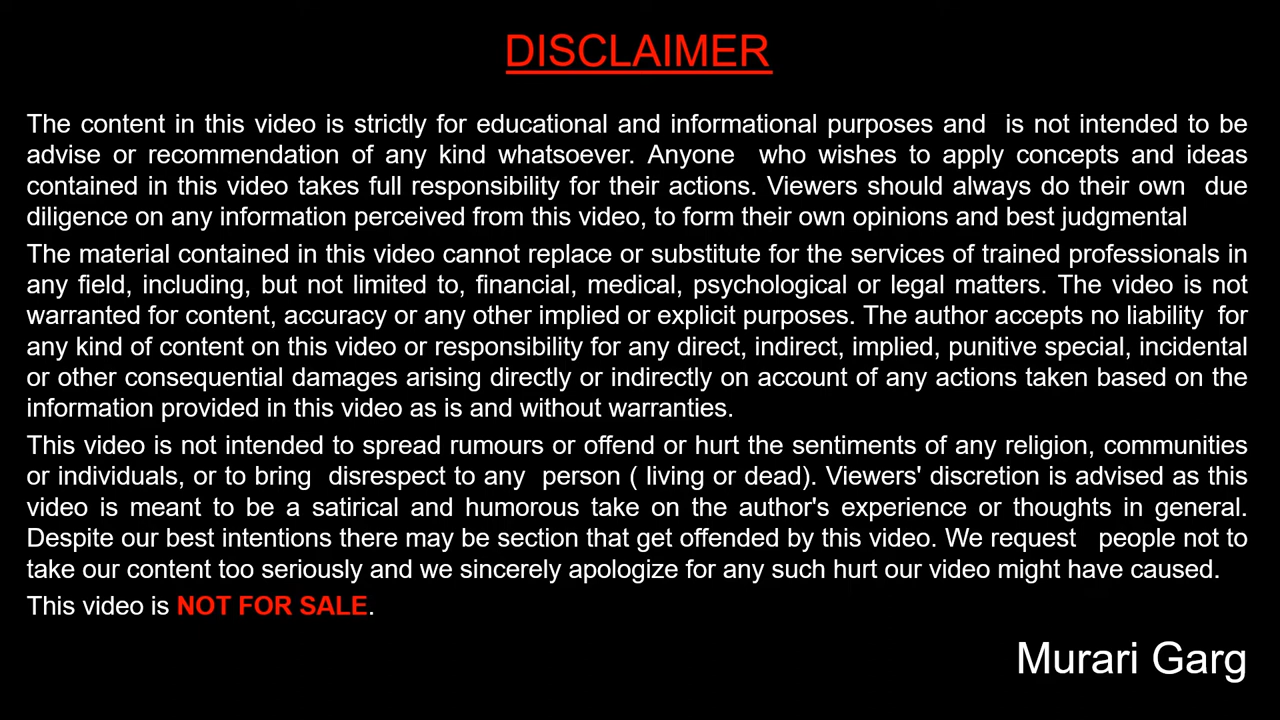 DISCLAIMER
The content in this video is strictly for educational and informational purposes and is not intended to be
advise or recommendation of any kind whatsoever. Anyone who wishes to apply concepts and ideas
contained in this video takes full responsibility for their actions. Viewers should always do their own due
diligence on any information perceived from this video, to form their own opinions and best judgmental
The material contained in this video cannot replace or substitute for the services of trained professionals in
any field, including, but not limited to, financial, medical, psychological or legal matters. The video is not
warranted for content, accuracy or any other implied or explicit purposes. The author accepts no liability for
any kind of content on this video or responsibility for any direct, indirect, implied, punitive special, incidental
or other consequential damages arising directly or indirectly on account of any actions taken based on the
information provided in this video as is and without warranties.
This video is not intended to spread rumours or offend or hurt the sentiments of any religion, communities
or individuals, or to bring disrespect to any person ( living or dead). Viewers' discretion is advised as this
video is meant to be a satirical and humorous take on the author's experience or thoughts in general.
Despite our best intentions there may be section that get offended by this video. We request people not to
take our content too seriously and we sincerely apologize for any such hurt our video might have caused.
This video is NOT FOR SALE.
Murari Garg